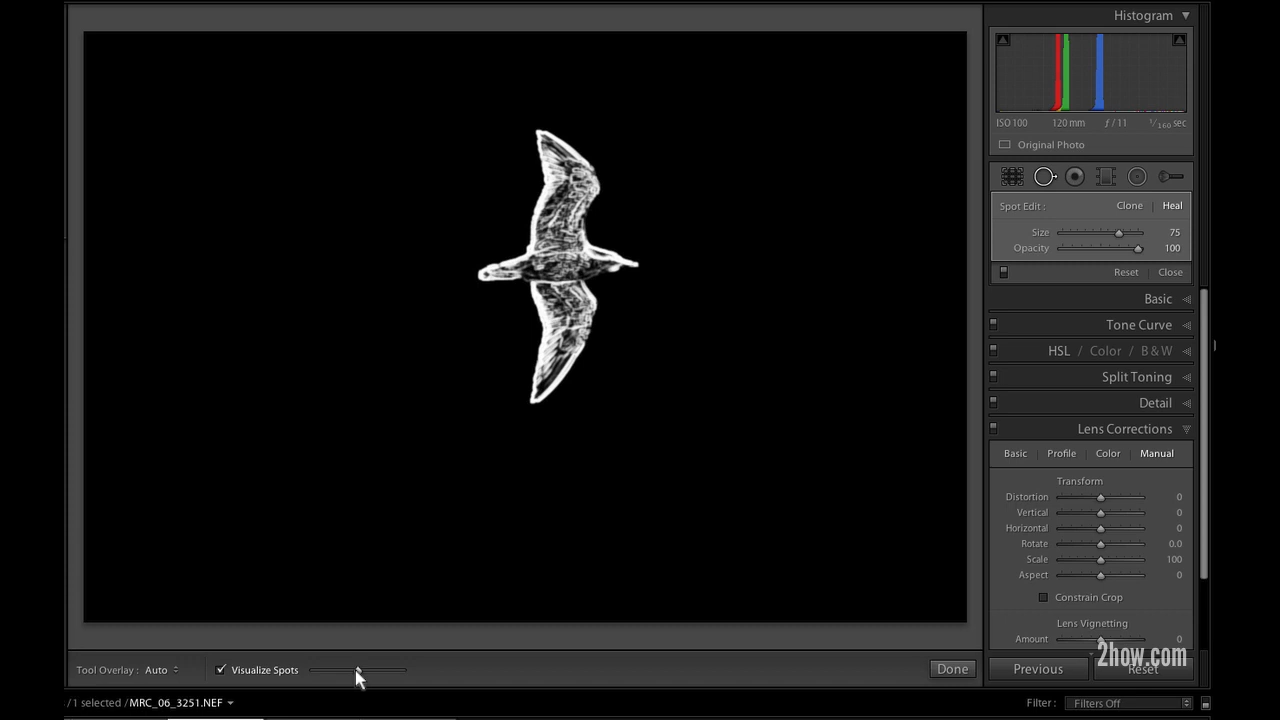 Histogram
ISO 100 120 mm ƒ / 11 1/160 sec
Original Photo
Spot Edit : Clone Heal
Size 75
Opacity 100
Reset Close
Basic
Tone Curve
HSL / Color / B & W
Split Toning
Detail
Lens Corrections
Basic Profile Color Manual
Transform
Distortion 0
Vertical 0
Horizontal 0
Rotate 0.0
Scale 100
Aspect 0
Constrain Crop
Lens Vignetting
Amount 0
Tool Overlay : Auto Visualize Spots Done Previous Reset
2how.com
/1 selected / MRC_06_3251.NEF Filter : Filters Off